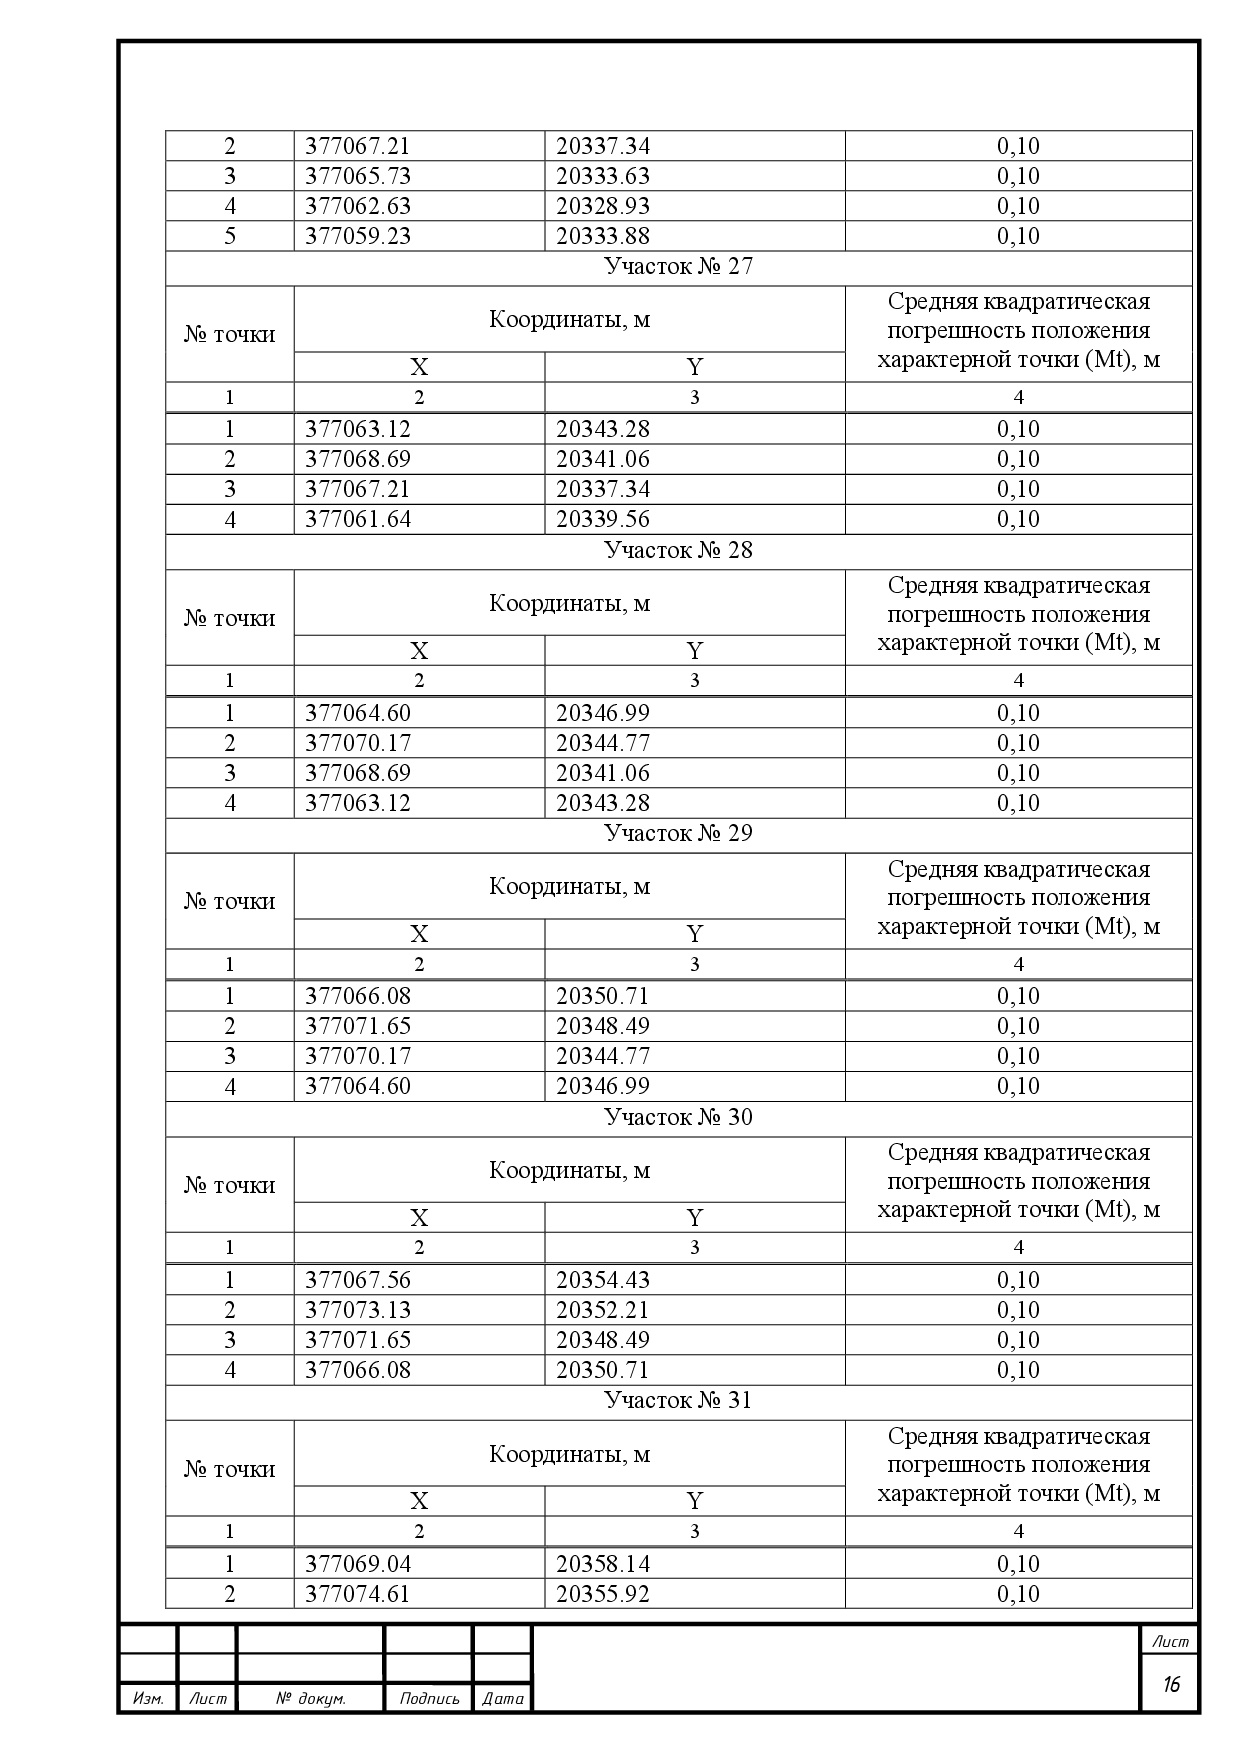 2 377067.21 20337.34 0,10
3 377065.73 20333.63 0,10
4 377062.63 20328.93 0,10
5 377059.23 20333.88 0,10
Участок № 27
№ точки
Координаты, м
Средняя квадратическая
погрешность положения
характерной точки (Mt), м
X Y
1 2 3 4
1 377063.12 20343.28 0,10
2 377068.69 20341.06 0,10
3 377067.21 20337.34 0,10
4 377061.64 20339.56 0,10
Участок № 28
№ точки
Координаты, м
Средняя квадратическая
погрешность положения
характерной точки (Mt), м
X Y
1 2 3 4
1 377064.60 20346.99 0,10
2 377070.17 20344.77 0,10
3 377068.69 20341.06 0,10
4 377063.12 20343.28 0,10
Участок № 29
№ точки
Координаты, м
Средняя квадратическая
погрешность положения
характерной точки (Mt), м
X Y
1 2 3 4
1 377066.08 20350.71 0,10
2 377071.65 20348.49 0,10
3 377070.17 20344.77 0,10
4 377064.60 20346.99 0,10
Участок № 30
№ точки
Координаты, м
Средняя квадратическая
погрешность положения
характерной точки (Mt), м
X Y
1 2 3 4
1 377067.56 20354.43 0,10
2 377073.13 20352.21 0,10
3 377071.65 20348.49 0,10
4 377066.08 20350.71 0,10
Участок № 31
№ точки
Координаты, м
Средняя квадратическая
погрешность положения
характерной точки (Mt), м
X Y
1 2 3 4
1 377069.04 20358.14 0,10
2 377074.61 20355.92 0,10
Лист
16
Изм. Лист № докум. Подпись Дата